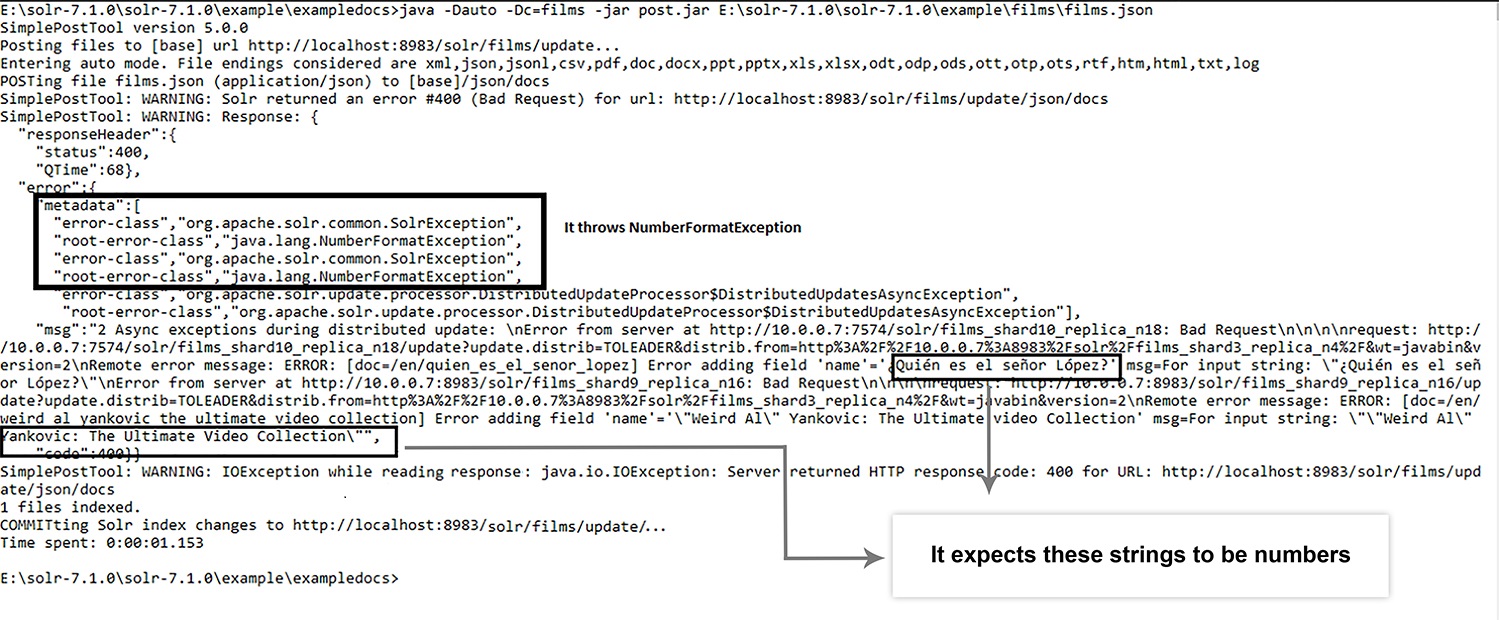 E:\solr-7.1.0\solr-7.1.0\example\exampledocs>java -Dauto -Dc=films -jar post.jar E:\solr-7.1.0\solr-7.1.0\example\films\films.json
SimplePostTool version 5.0.0
Posting files to [base] url http://localhost:8983/solr/films/update...
Entering auto mode. File endings considered are xml,json,jsonl,csv,pdf,doc,docx,ppt,pptx,xls,xlsx,odt,odp,ods,ott,otp,ots,rtf,htm,html,txt,log
POSTing file films.json (application/json) to [base]/json/docs
SimplePostTool: WARNING: Solr returned an error #400 (Bad Request) for url: http://localhost:8983/solr/films/update/json/docs
SimplePostTool: WARNING: Response: {
"responseHeader":{
"status":400,
"QTime":68},
"error":{
"metadata":[
"error-class","org.apache.solr.common.SolrException",
"root-error-class","java.lang.NumberFormatException",
"error-class","org.apache.solr.common.SolrException",
"root-error-class","java.lang.NumberFormatException",
It throws NumberFormatException
"error-class","org.apache.solr.update.processor.DistributedUpdateProcessor$DistributedUpdatesAsyncException",
"root-error-class","org.apache.solr.update.processor.DistributedUpdateProcessor$DistributedUpdatesAsyncException"],
"msg":"2 Async exceptions during distributed update: \nError from server at http://10.0.0.7:7574/solr/films_shard10_replica_n18: Bad Request\n\n\n\nrequest: http:/
/10.0.0.7:7574/solr/films_shard10_replica_n18/update?update.distrib=TOLEADER&distrib.from=http%3A%2F%2F10.0.0.7%3A8983%2Fsolr%2Ffilms_shard3_replica_n4%2F&wt=javabin&v
ersion=2\nRemote error message: ERROR: [doc=/en/quien_es_el_senor_lopez] Error adding field 'name'='¿Quién es el señor López?' msg=For input string: \"¿Quién es el señ
or López?\"\nError from server at http://10.0.0.7:8983/solr/films_shard9_replica_n16: Bad Request\n\n\n\nrequest: http://10.0.0.7:8983/solr/films_shard9_replica_n16/up
date?update.distrib=TOLEADER&distrib.from=http%3A%2F%2F10.0.0.7%3A8983%2Fsolr%2Ffilms_shard3_replica_n4%2F&wt=javabin&version=2\nRemote error message: ERROR: [doc=/en/
weird_al_yankovic_the_ultimate_video_collection] Error adding field 'name'='\"Weird Al\" Yankovic: The Ultimate Video Collection' msg=For input string: \"\"Weird Al\"
Yankovic: The Ultimate Video Collection\"",
"code":400}}
SimplePostTool: WARNING: IOException while reading response: java.io.IOException: Server returned HTTP response code: 400 for URL: http://localhost:8983/solr/films/upd
ate/json/docs
1 files indexed.
COMMITting Solr index changes to http://localhost:8983/solr/films/update/...
Time spent: 0:00:01.153
It expects these strings to be numbers
E:\solr-7.1.0\solr-7.1.0\example\exampledocs>